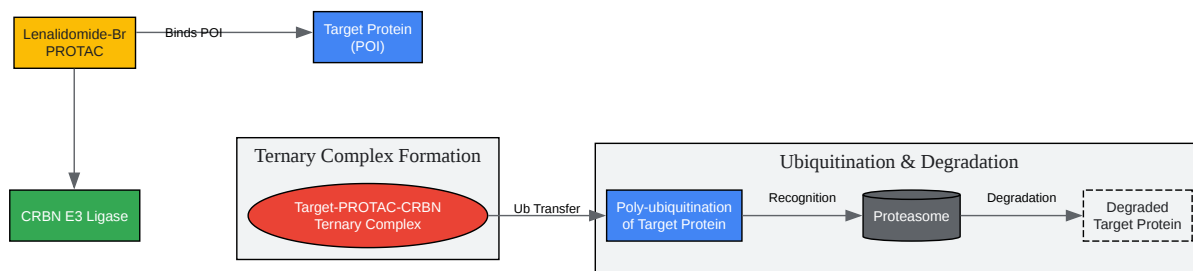 Lenalidomide-Br
PROTAC
Binds POI
Target Protein
(POI)
CRBN E3 Ligase
Ternary Complex Formation
Target-PROTAC-CRBN
Ternary Complex
Ub Transfer
Ubiquitination & Degradation
Poly-ubiquitination
of Target Protein
Recognition
Proteasome
Degradation
Degraded
Target Protein